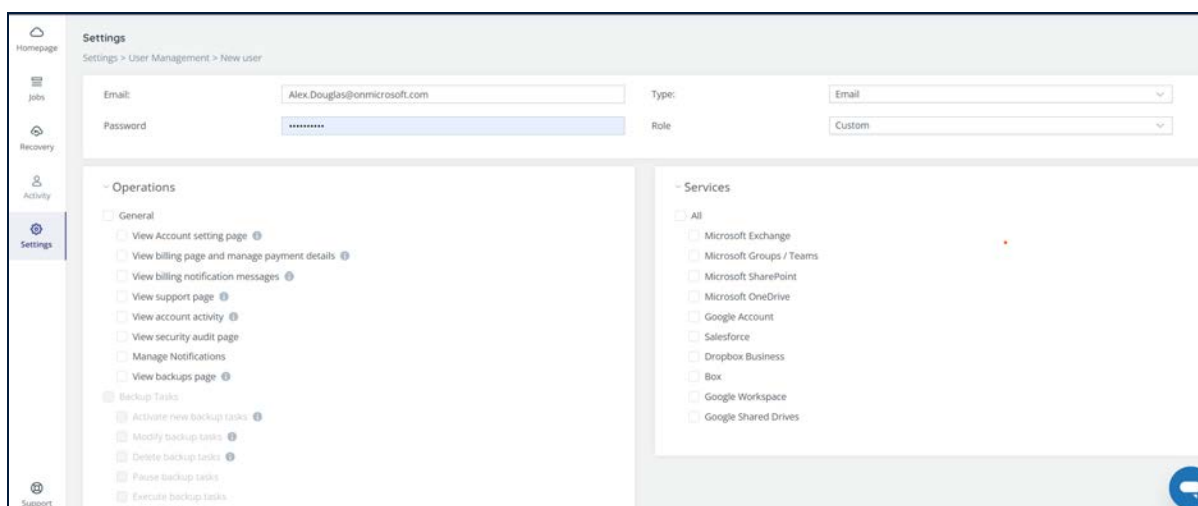 Homepage
Jobs
Recovery
Activity
Settings
Support
Settings
Settings > User Management > New user
Email: Alex.Douglas@onmicrosoft.com Type: Email
Password •••••••••• Role Custom
Operations
General
View Account setting page
View billing page and manage payment details
View billing notification messages
View support page
View account activity
View security audit page
Manage Notifications
View backups page
Backup Tasks
Activate new backup tasks
Modify backup tasks
Delete backup tasks
Pause backup tasks
Execute backup tasks
Services
All
Microsoft Exchange
Microsoft Groups / Teams
Microsoft SharePoint
Microsoft OneDrive
Google Account
Salesforce
Dropbox Business
Box
Google Workspace
Google Shared Drives